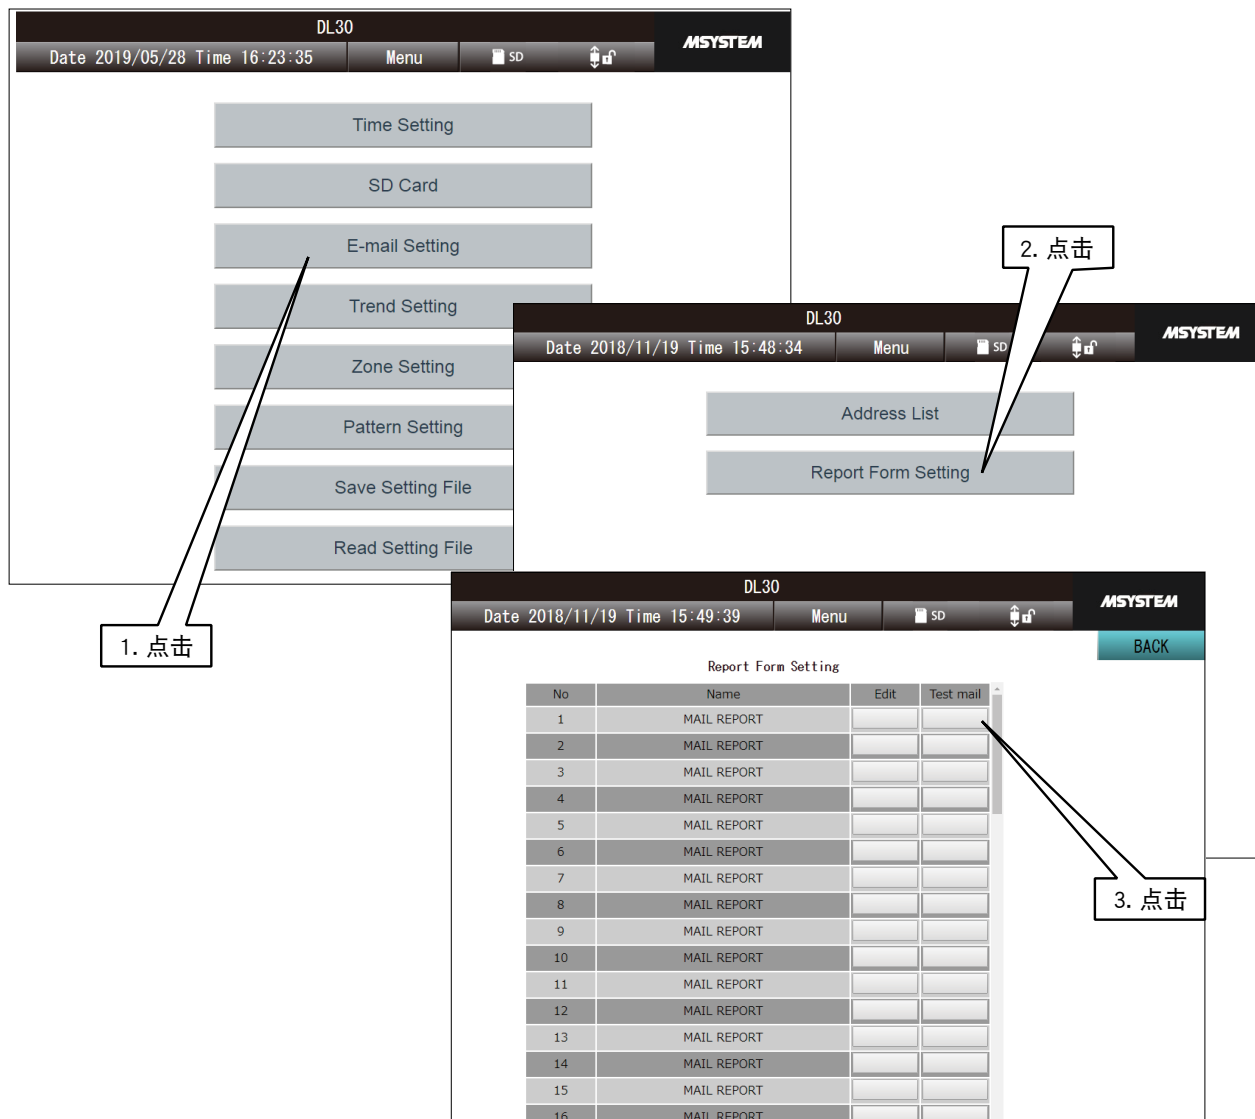 DL30
Date 2019/05/28 Time 16:23:35 Menu SD MSYSTEM
Time Setting
SD Card
E-mail Setting
Trend Setting
Zone Setting
Pattern Setting
Save Setting File
Read Setting File
1. 点击
2. 点击
DL30
Date 2018/11/19 Time 15:48:34 Menu SD MSYSTEM
Address List
Report Form Setting
DL30
Date 2018/11/19 Time 15:49:39 Menu SD MSYSTEM
BACK
Report Form Setting
No Name Edit Test mail
1 MAIL REPORT
2 MAIL REPORT
3 MAIL REPORT
4 MAIL REPORT
5 MAIL REPORT
6 MAIL REPORT
7 MAIL REPORT
8 MAIL REPORT
9 MAIL REPORT
10 MAIL REPORT
11 MAIL REPORT
12 MAIL REPORT
13 MAIL REPORT
14 MAIL REPORT
15 MAIL REPORT
16 MAIL REPORT
3. 点击